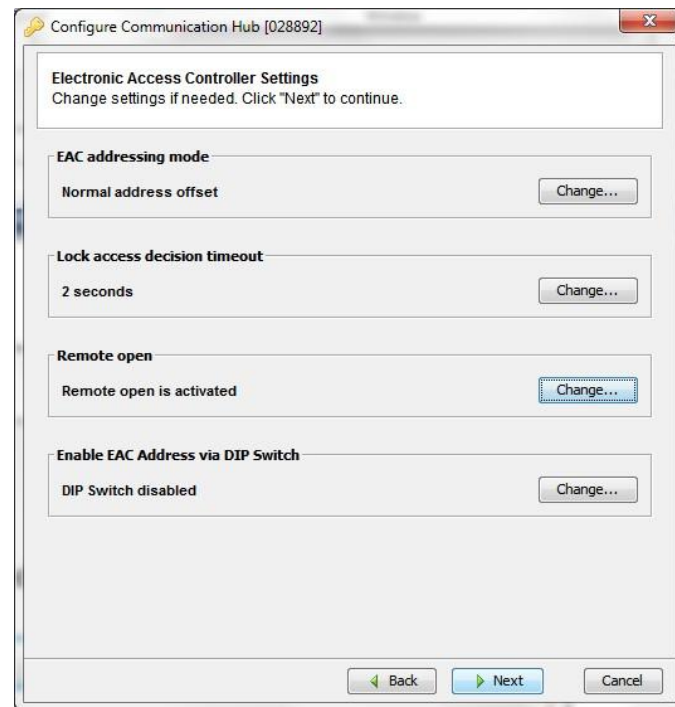 Configure Communication Hub [028892]
Electronic Access Controller Settings
Change settings if needed. Click "Next" to continue.
EAC addressing mode
Normal address offset
Change...
Lock access decision timeout
2 seconds
Change...
Remote open
Remote open is activated
Change...
Enable EAC Address via DIP Switch
DIP Switch disabled
Change...
Back
Next
Cancel